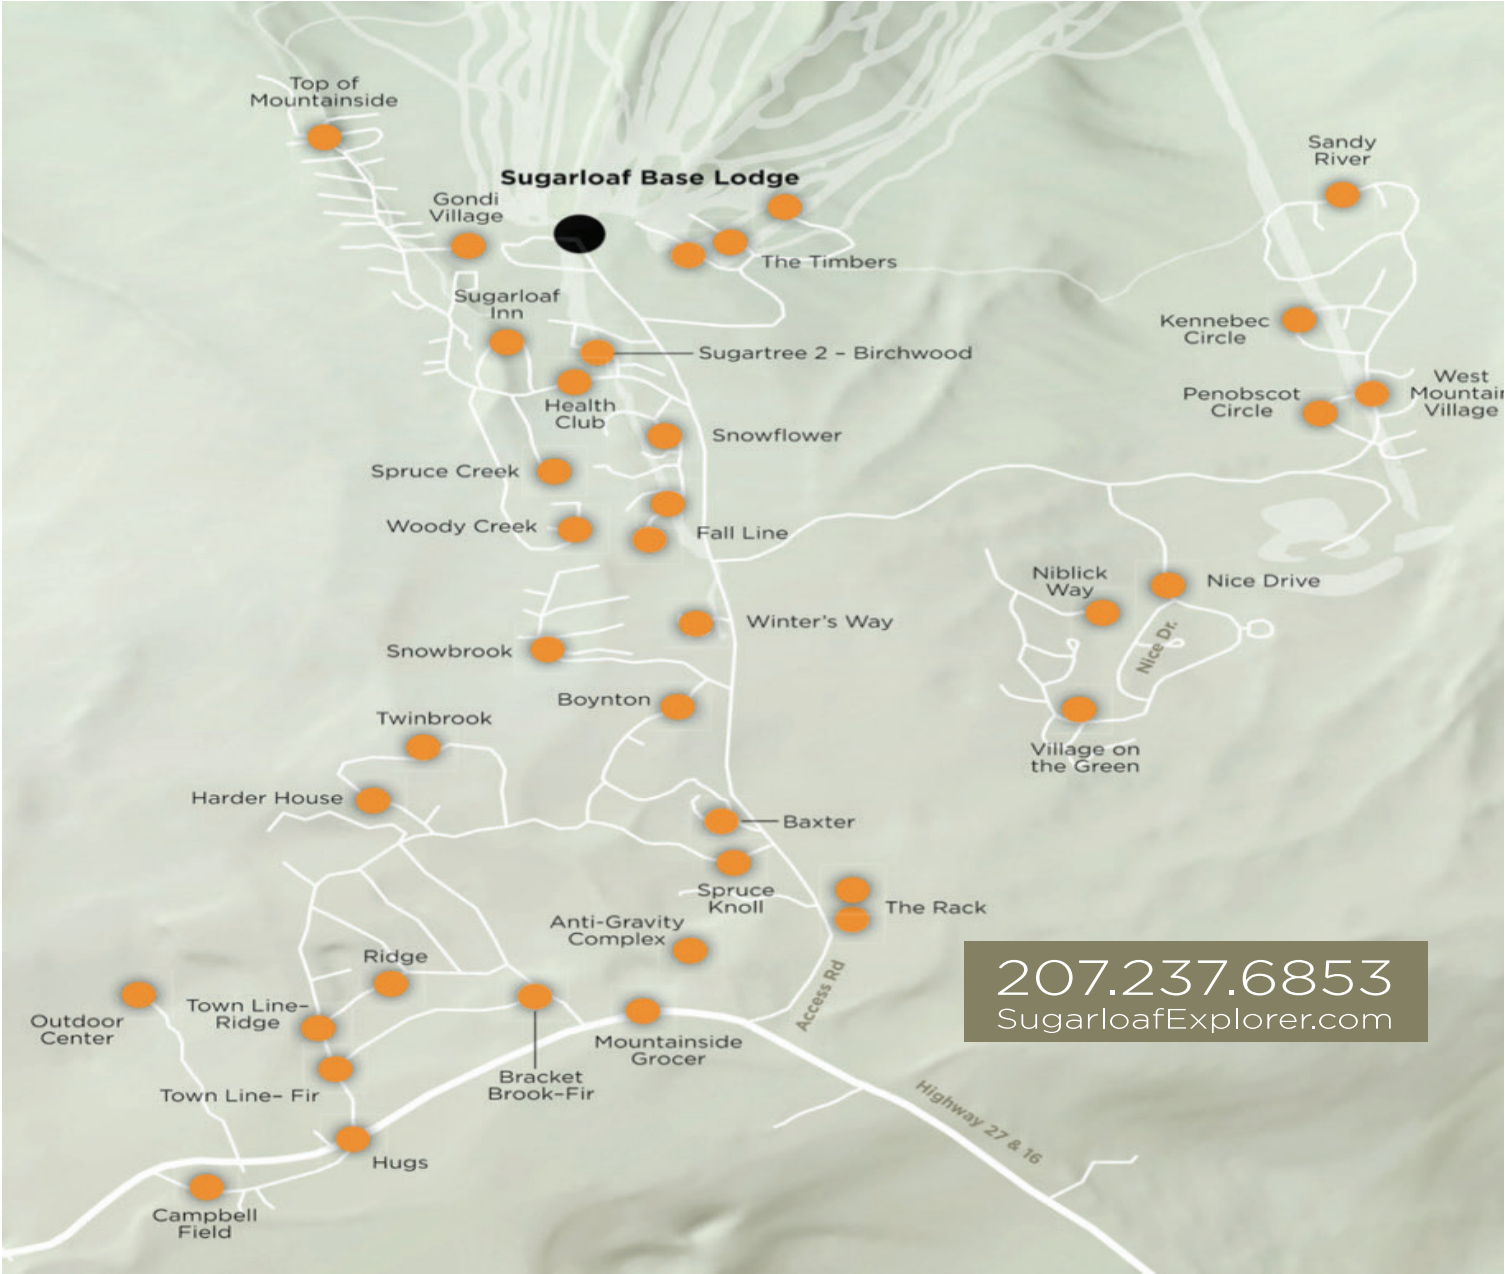 Top of
Mountainside
Sandy
River
Sugarloaf Base Lodge
Gondi
Village
The Timbers
Sugarloaf
Inn
Kennebec
Circle
Sugartree 2 – Birchwood
West
Mountain
Village
Penobscot
Circle
Health
Club
Snowflower
Spruce Creek
Woody Creek
Fall Line
Niblick
Way
Nice Drive
Winter's Way
Nice Dr.
Snowbrook
Boynton
Twinbrook
Village on
the Green
Harder House
Baxter
Spruce
Knoll
The Rack
Anti-Gravity
Complex
Ridge
207.237.6853
SugarloafExplorer.com
Access Rd
Town Line–
Ridge
Outdoor
Center
Mountainside
Grocer
Bracket
Brook–Fir
Town Line– Fir
Highway 27 & 16
Hugs
Campbell
Field